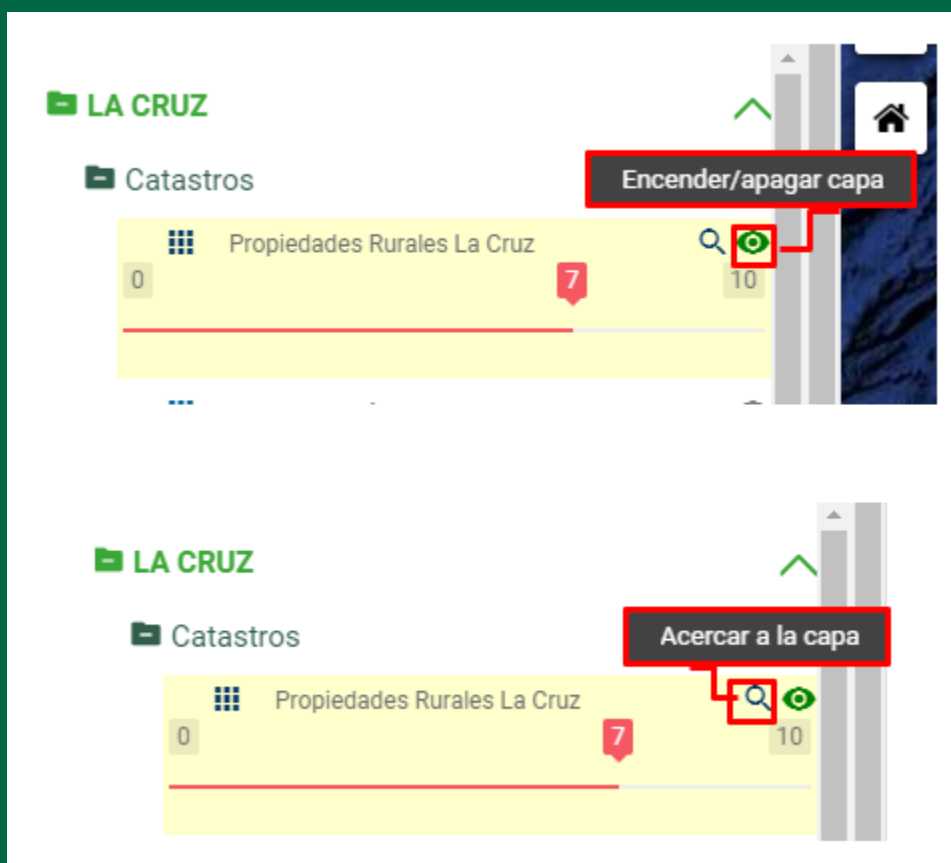 LA CRUZ
Catastros
Encender/apagar capa
Propiedades Rurales La Cruz
0 7 10
LA CRUZ
Catastros
Acercar a la capa
Propiedades Rurales La Cruz
0 7 10